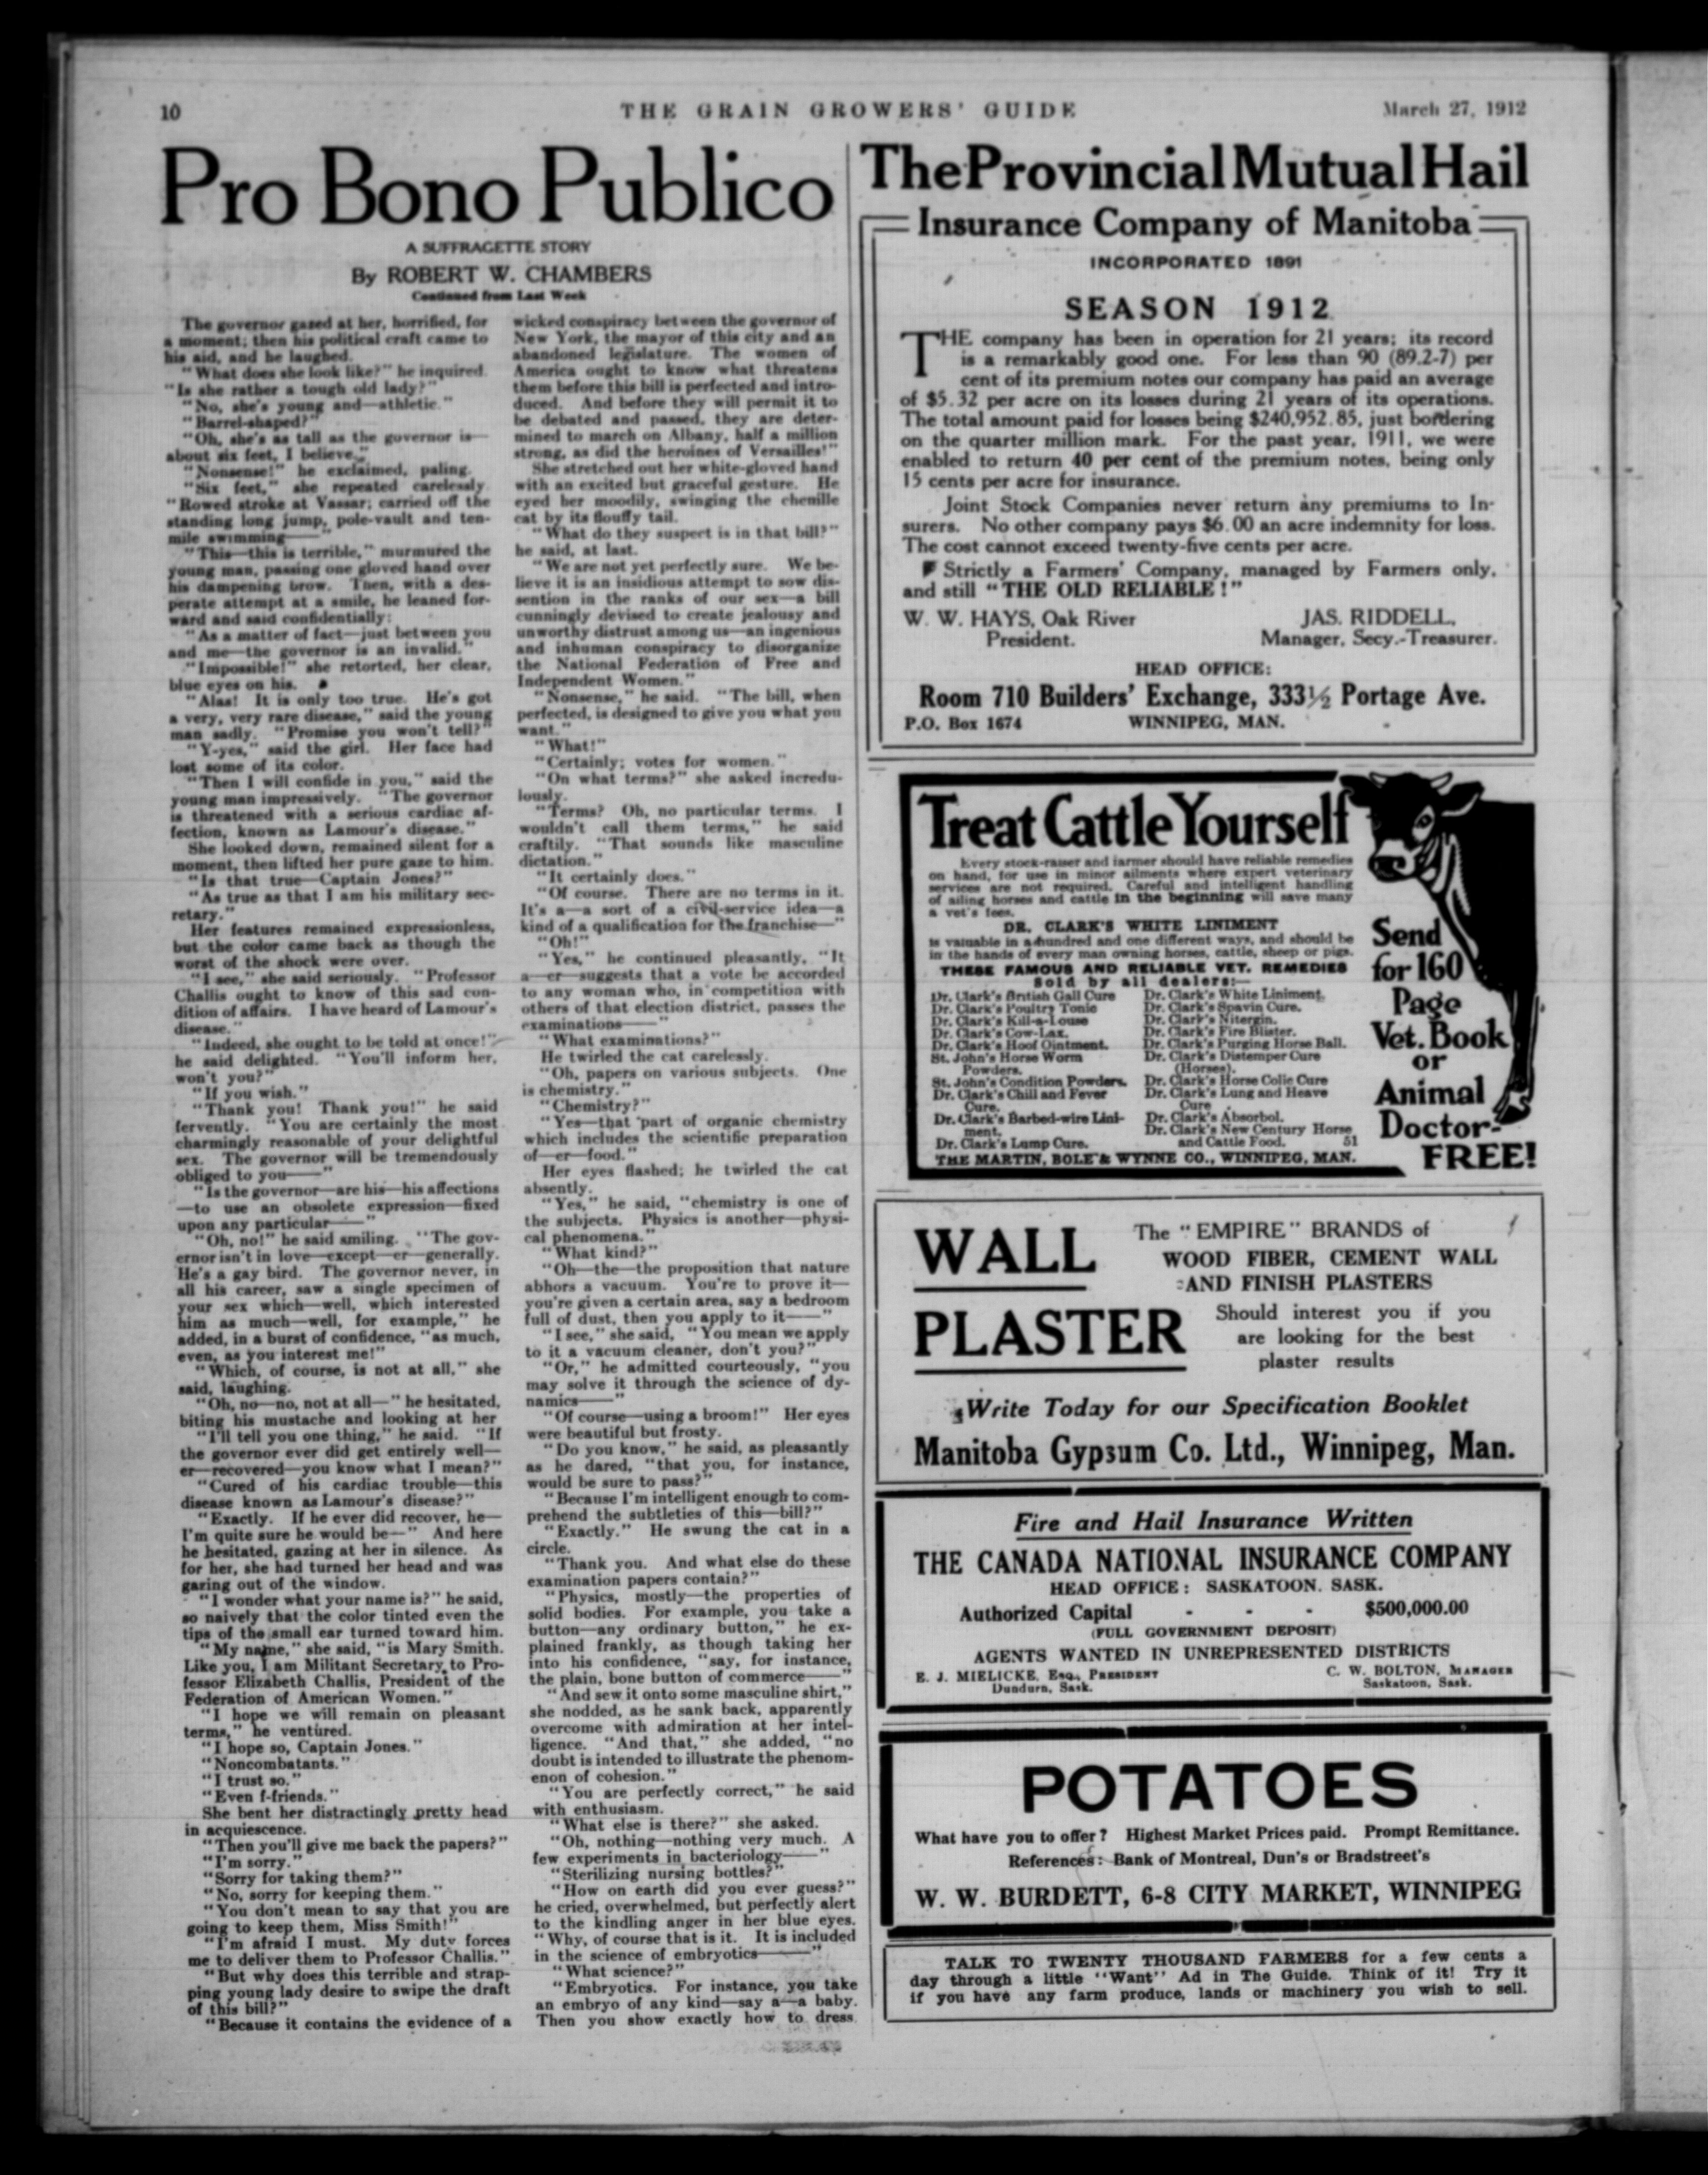 10
THE GRAIN GROWERS' GUIDE
March 27, 1912
Pro Bono Publico
A SUFFRAGETTE STORY
By ROBERT W. CHAMBERS
Continued from Last Week
The governor gazed at her, horrified, for
a moment; then his political craft came to
his aid, and he laughed.
"What does she look like?" he inquired.
"Is she rather a tough old lady?"
"No, she's young and—athletic."
"Barrel-shaped?"
"Oh, she's as tall as the governor is—
about six feet, I believe."
"Nonsense!" he exclaimed, paling.
"Six feet," she repeated carelessly.
"Rowed stroke at Vassar; carried off the
standing long jump, pole-vault and ten-
mile swimming——"
"This—this is terrible," murmured the
young man, passing one gloved hand over
his dampening brow. Then, with a des-
perate attempt at a smile, he leaned for-
ward and said confidentially:
"As a matter of fact—just between you
and me—the governor is an invalid."
"Impossible!" she retorted, her clear,
blue eyes on his.
"Alas! It is only too true. He's got
a very, very rare disease," said the young
man sadly. "Promise you won't tell?"
"Y-yes," said the girl. Her face had
lost some of its color.
"Then I will confide in you," said the
young man impressively. "The governor
is threatened with a serious cardiac af-
fection, known as Lamour's disease."
She looked down, remained silent for a
moment, then lifted her pure gaze to him.
"Is that true—Captain Jones?"
"As true as that I am his military sec-
retary."
Her features remained expressionless,
but the color came back as though the
worst of the shock were over.
"I see," she said seriously. "Professor
Challis ought to know of this sad con-
dition of affairs. I have heard of Lamour's
disease."
"Indeed, she ought to be told at once!"
he said delighted. "You'll inform her,
won't you?"
"If you wish."
"Thank you! Thank you!" he said
fervently. "You are certainly the most
charmingly reasonable of your delightful
sex. The governor will be tremendously
obliged to you——"
"Is the governor—are his—his affections
—to use an obsolete expression—fixed
upon any particular——"
"Oh, no!" he said smiling. "The gov-
ernor isn't in love—except—er—generally.
He's a gay bird. The governor never, in
all his career, saw a single specimen of
your sex which—well, which interested
him as much—well, for example," he
added, in a burst of confidence, "as much,
even, as you interest me!"
"Which, of course, is not at all," she
said, laughing.
"Oh, no—no, not at all—" he hesitated,
biting his mustache and looking at her
"I'll tell you one thing," he said. "If
the governor ever did get entirely well—
er—recovered—you know what I mean?"
"Cured of his cardiac trouble—this
disease known as Lamour's disease?"
"Exactly. If he ever did recover, he—
I'm quite sure he would be—" And here
he hesitated, gazing at her in silence. As
for her, she had turned her head and was
gazing out of the window.
"I wonder what your name is?" he said,
so naively that the color tinted even the
tips of the small ear turned toward him.
"My name," she said, "is Mary Smith.
Like you, I am Militant Secretary to Pro-
fessor Elizabeth Challis, President of the
Federation of American Women."
"I hope we will remain on pleasant
terms," he ventured.
"I hope so, Captain Jones."
"Noncombatants."
"I trust so."
"Even f-friends."
She bent her distractingly pretty head
in acquiescence.
"Then you'll give me back the papers?"
"I'm sorry."
"Sorry for taking them?"
"No, sorry for keeping them."
"You don't mean to say that you are
going to keep them, Miss Smith!"
"I'm afraid I must. My duty forces
me to deliver them to Professor Challis."
"But why does this terrible and strap-
ping young lady desire to swipe the draft
of this bill?"
"Because it contains the evidence of a
wicked conspiracy between the governor of
New York, the mayor of this city and an
abandoned legislature. The women of
America ought to know what threatens
them before this bill is perfected and intro-
duced. And before they will permit it to
be debated and passed, they are deter-
mined to march on Albany, half a million
strong, as did the heroines of Versailles!"
She stretched out her white-gloved hand
with an excited but graceful gesture. He
eyed her moodily, swinging the chenille
cat by its flouffy tail.
"What do they suspect is in that bill?"
he said, at last.
"We are not yet perfectly sure. We be-
lieve it is an insidious attempt to sow dis-
sention in the ranks of our sex—a bill
cunningly devised to create jealousy and
unworthy distrust among us—an ingenious
and inhuman conspiracy to disorganize
the National Federation of Free and
Independent Women."
"Nonsense," he said. "The bill, when
perfected, is designed to give you what you
want."
"What!"
"Certainly; votes for women."
"On what terms?" she asked incredu-
lously.
"Terms? Oh, no particular terms. I
wouldn't call them terms," he said
craftily. "That sounds like masculine
dictation."
"It certainly does."
"Of course. There are no terms in it.
It's a—a sort of a civil-service idea—a
kind of a qualification for the franchise—"
"Oh!"
"Yes," he continued pleasantly, "It
a—er—suggests that a vote be accorded
to any woman who, in competition with
others of that election district, passes the
examinations——"
"What examinations?"
He twirled the cat carelessly.
"Oh, papers on various subjects. One
is chemistry."
"Chemistry?"
"Yes—that part of organic chemistry
which includes the scientific preparation
of—er—food."
Her eyes flashed; he twirled the cat
absently.
"Yes," he said, "chemistry is one of
the subjects. Physics is another—physi-
cal phenomena."
"What kind?"
"Oh—the—the proposition that nature
abhors a vacuum. You're to prove it—
you're given a certain area, say a bedroom
full of dust, then you apply to it——"
"I see," she said, "You mean we apply
to it a vacuum cleaner, don't you?"
"Or," he admitted courteously, "you
may solve it through the science of dy-
namics——"
"Of course—using a broom!" Her eyes
were beautiful but frosty.
"Do you know," he said, as pleasantly
as he dared, "that you, for instance,
would be sure to pass?"
"Because I'm intelligent enough to com-
prehend the subtleties of this—bill?"
"Exactly." He swung the cat in a
circle.
"Thank you. And what else do these
examination papers contain?"
"Physics, mostly—the properties of
solid bodies. For example, you take a
button—any ordinary button," he ex-
plained frankly, as though taking her
into his confidence, "say, for instance,
the plain, bone button of commerce——"
"And sew it onto some masculine shirt,"
she nodded, as he sank back, apparently
overcome with admiration at her intel-
ligence. "And that," she added, "no
doubt is intended to illustrate the phenom-
enon of cohesion."
"You are perfectly correct," he said
with enthusiasm.
"What else is there?" she asked.
"Oh, nothing—nothing very much. A
few experiments in bacteriology——"
"Sterilizing nursing bottles?"
"How on earth did you ever guess?"
he cried, overwhelmed, but perfectly alert
to the kindling anger in her blue eyes.
"Why, of course that is it. It is included
in the science of embryotics——"
"What science?"
"Embryotics. For instance, you take
an embryo of any kind—say a—a baby.
Then you show exactly how to dress
The Provincial Mutual Hail
Insurance Company of Manitoba
INCORPORATED 1891
SEASON 1912
THE company has been in operation for 21 years; its record
is a remarkably good one. For less than 90 (89.2-7) per
cent of its premium notes our company has paid an average
of $5.32 per acre on its losses during 21 years of its operations.
The total amount paid for losses being $240,952.85, just bordering
on the quarter million mark. For the past year, 1911, we were
enabled to return 40 per cent of the premium notes, being only
15 cents per acre for insurance.
Joint Stock Companies never return any premiums to In-
surers. No other company pays $6.00 an acre indemnity for loss.
The cost cannot exceed twenty-five cents per acre.
Strictly a Farmers' Company, managed by Farmers only,
and still "THE OLD RELIABLE!"
W. W. HAYS, Oak River
President.
JAS. RIDDELL,
Manager, Secy.-Treasurer.
HEAD OFFICE:
Room 710 Builders' Exchange, 333½ Portage Ave.
P.O. Box 1674 WINNIPEG, MAN.
Treat Cattle Yourself
Every stock-raiser and farmer should have reliable remedies
on hand, for use in minor ailments where expert veterinary
services are not required. Careful and intelligent handling
of ailing horses and cattle in the beginning will save many
a vet's fees.
DR. CLARK'S WHITE LINIMENT
is valuable in a hundred and one different ways, and should be
in the hands of every man owning horses, cattle, sheep or pigs.
THESE FAMOUS AND RELIABLE VET. REMEDIES
Sold by all dealers:—
Dr. Clark's British Gall Cure
Dr. Clark's Poultry Tonic
Dr. Clark's Kill-a-Louse
Dr. Clark's Cow-Lax.
Dr. Clark's Hoof Ointment.
St. John's Horse Worm
Powders.
St. John's Condition Powders.
Dr. Clark's Chill and Fever
Cure.
Dr. Clark's Barbed-wire Lini-
ment.
Dr. Clark's Lump Cure.
Dr. Clark's White Liniment.
Dr. Clark's Spavin Cure.
Dr. Clark's Nitergin.
Dr. Clark's Fire Blister.
Dr. Clark's Purging Horse Ball.
Dr. Clark's Distemper Cure
(Horses).
Dr. Clark's Horse Colic Cure
Dr. Clark's Lung and Heave
Cure
Dr. Clark's Absorbol.
Dr. Clark's New Century Horse
and Cattle Food. 51
THE MARTIN, BOLE & WYNNE CO., WINNIPEG, MAN.
Send
for 160
Page
Vet. Book
or
Animal
Doctor-
FREE!
WALL
PLASTER
The "EMPIRE" BRANDS of
WOOD FIBER, CEMENT WALL
AND FINISH PLASTERS
Should interest you if you
are looking for the best
plaster results
Write Today for our Specification Booklet
Manitoba Gypsum Co. Ltd., Winnipeg, Man.
Fire and Hail Insurance Written
THE CANADA NATIONAL INSURANCE COMPANY
HEAD OFFICE: SASKATOON, SASK.
Authorized Capital - - - $500,000.00
(FULL GOVERNMENT DEPOSIT)
AGENTS WANTED IN UNREPRESENTED DISTRICTS
E. J. MIELICKE, Esq., PRESIDENT
Dundurn, Sask.
C. W. BOLTON, MANAGER
Saskatoon, Sask.
POTATOES
What have you to offer? Highest Market Prices paid. Prompt Remittance.
References: Bank of Montreal, Dun's or Bradstreet's
W. W. BURDETT, 6-8 CITY MARKET, WINNIPEG
TALK TO TWENTY THOUSAND FARMERS for a few cents a
day through a little "Want" Ad in The Guide. Think of it! Try it
if you have any farm produce, lands or machinery you wish to sell.